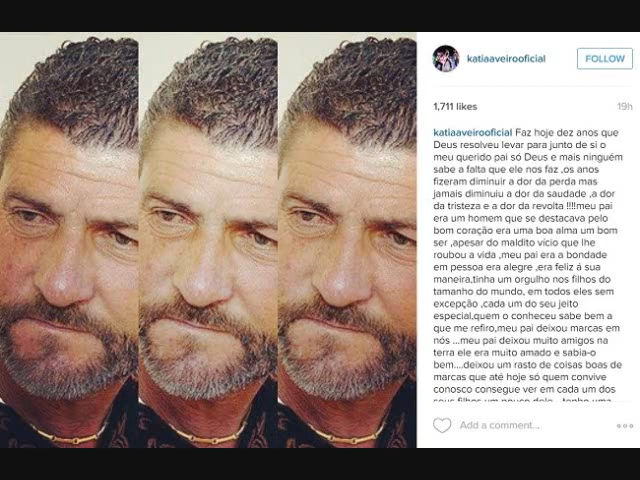 katiaaveirooficial
FOLLOW
1,711 likes
19h
katiaaveirooficial Faz hoje dez anos que
Deus resolveu levar para junto de si o
meu querido pai só Deus e mais ninguém
sabe a falta que ele nos faz ,os anos
fizeram diminuir a dor da perda mas
jamais diminuiu a dor da saudade ,a dor
da tristeza e a dor da revolta !!!!meu pai
era um homem que se destacava pelo
bom coração era uma boa alma um bom
ser ,apesar do maldito vício que lhe
roubou a vida ,meu pai era a bondade
em pessoa era alegre ,era feliz á sua
maneira,tinha um orgulho nos filhos do
tamanho do mundo, em todos eles sem
excepção ,cada um do seu jeito
especial,quem o conheceu sabe bem a
que me refiro,meu pai deixou marcas em
nós ...meu pai deixou muito amigos na
terra ele era muito amado e sabia-o
bem....deixou um rasto de coisas boas de
marcas que até hoje só quem convive
conosco consegue ver em cada um dos
seus filhos um pouco dele tenho uma
Add a comment...